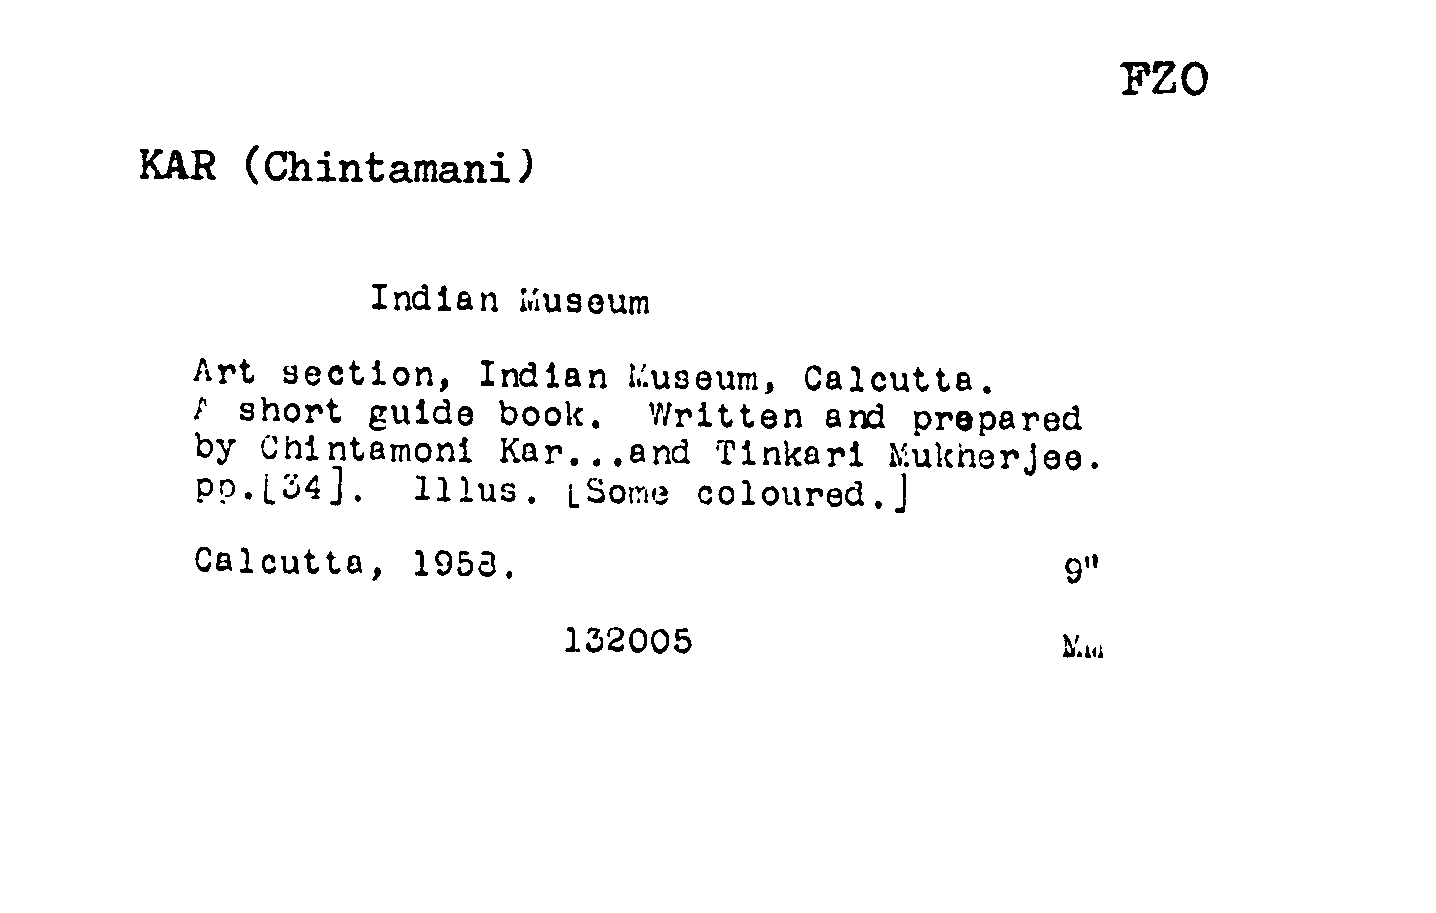 FZO
KAR (Chintamani)
Indian Museum
Art section, Indian Museum, Calcutta.
A short guide book. Written and prepared
by Chintamoni Kar...and Tinkari Mukherjee.
pp.[34]. Illus. [Some coloured.]
Calcutta, 1958. 9"
132005